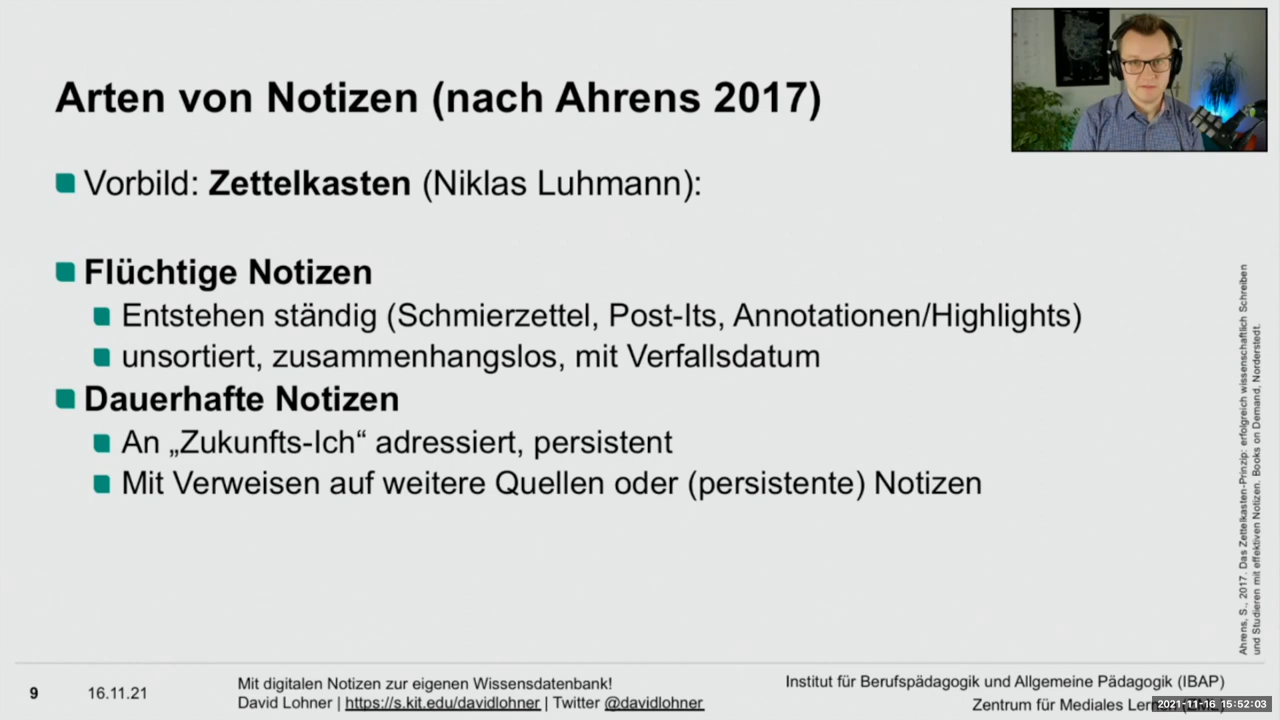 Arten von Notizen (nach Ahrens 2017)
Vorbild: Zettelkasten (Niklas Luhmann):
Flüchtige Notizen
Entstehen ständig (Schmierzettel, Post-Its, Annotationen/Highlights)
unsortiert, zusammenhangslos, mit Verfallsdatum
Dauerhafte Notizen
An „Zukunfts-Ich“ adressiert, persistent
Mit Verweisen auf weitere Quellen oder (persistente) Notizen
Ahrens, S., 2017. Das Zettelkasten-Prinzip: erfolgreich wissenschaftlich Schreiben
und Studieren mit effektiven Notizen. Books on Demand, Norderstedt.
9
16.11.21
Mit digitalen Notizen zur eigenen Wissensdatenbank!
David Lohner | https://s.kit.edu/davidlohner | Twitter @davidlohner
Institut für Berufspädagogik und Allgemeine Pädagogik (IBAP)
Zentrum für Mediales
2021-11-16 15:52:03